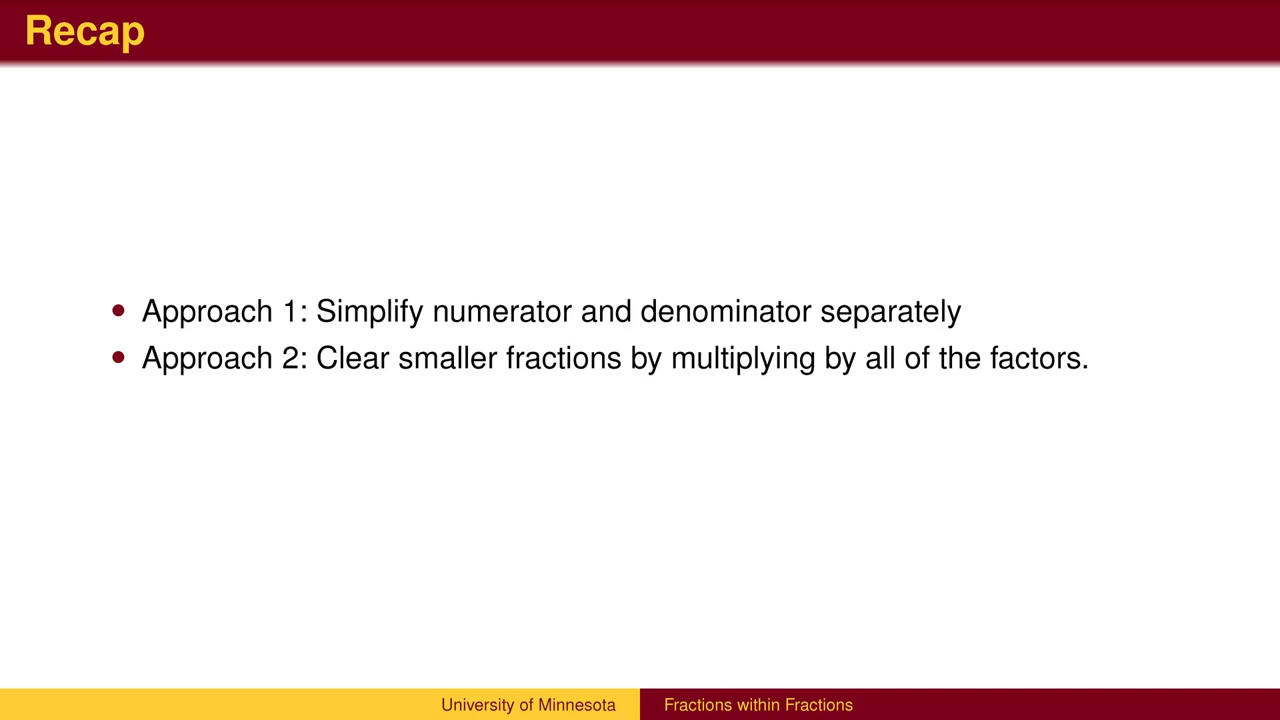 Recap
• Approach 1: Simplify numerator and denominator separately
• Approach 2: Clear smaller fractions by multiplying by all of the factors.
University of Minnesota
Fractions within Fractions